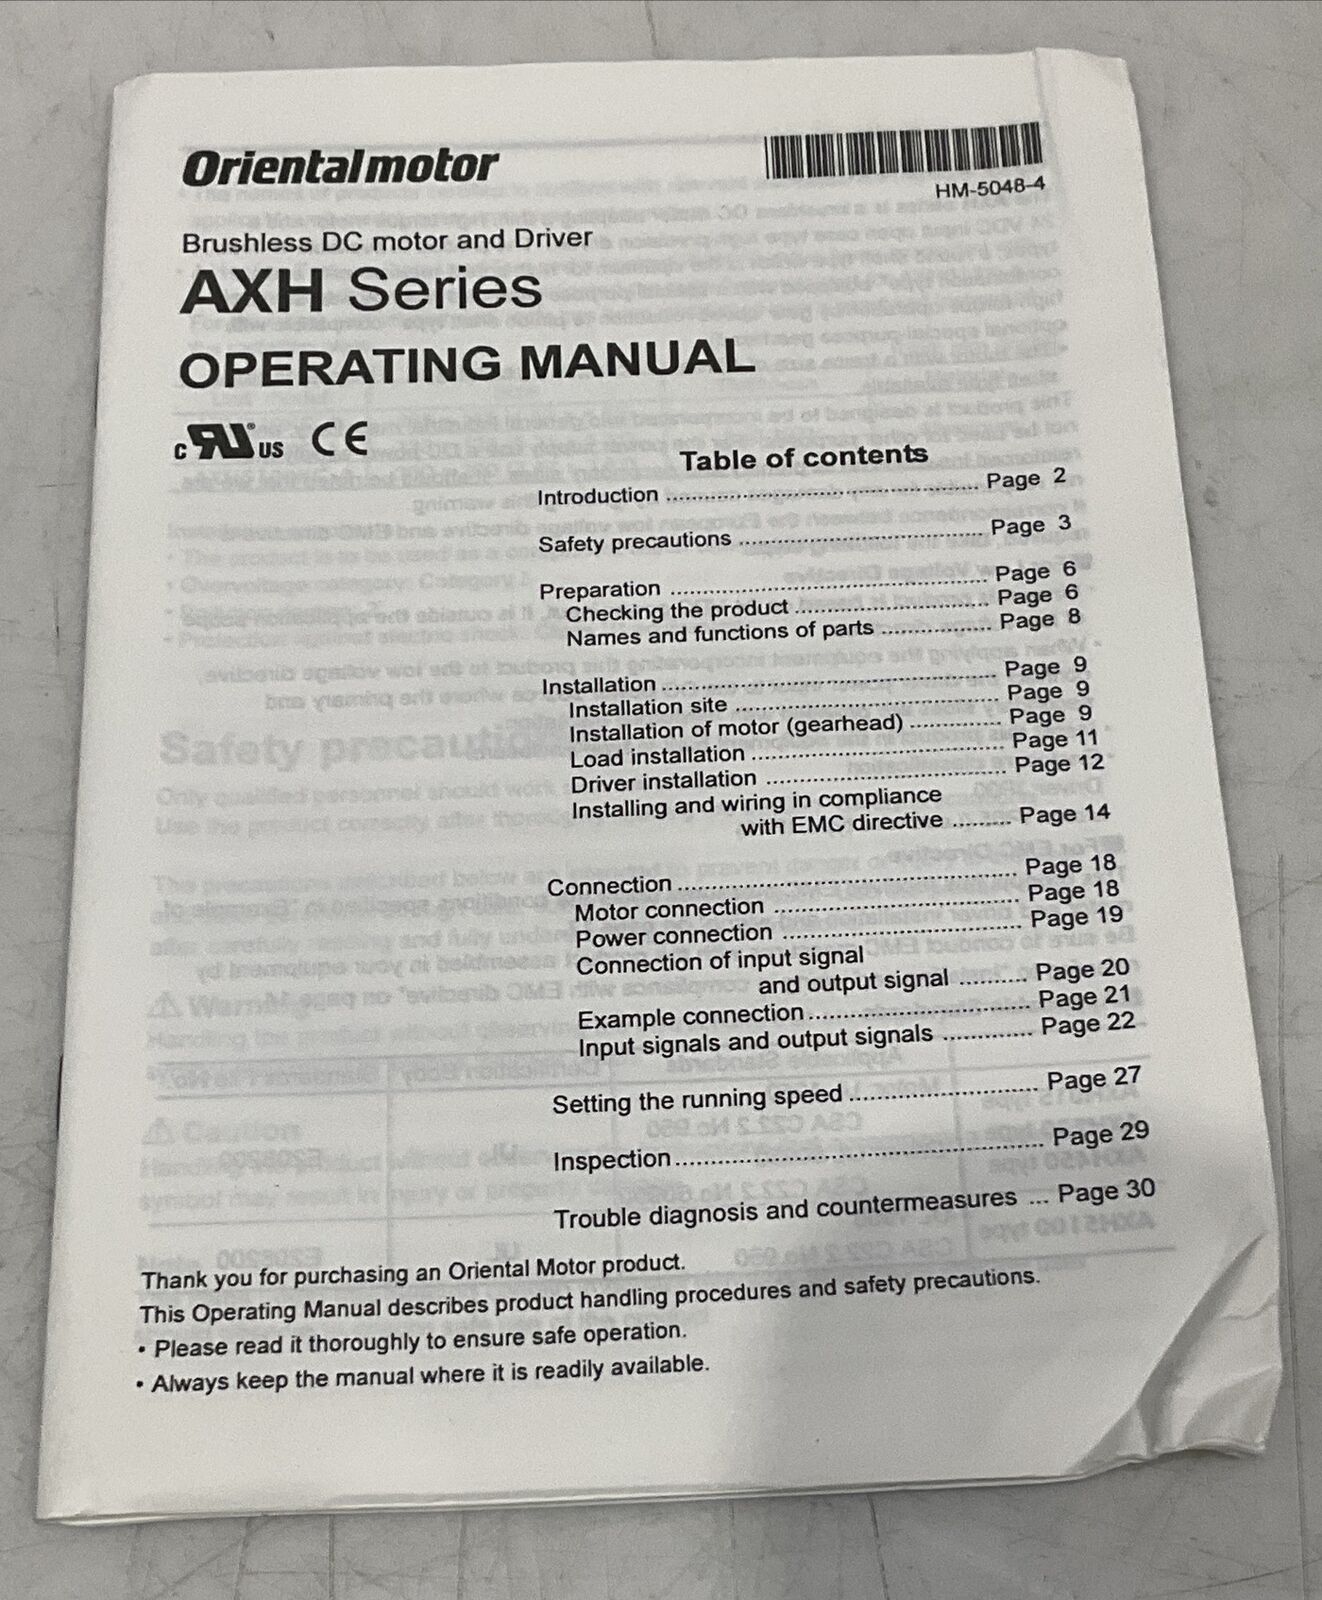 Orientalmotor
HM-5048-4
Brushless DC motor and Driver
AXH Series
OPERATING MANUAL
c RU US CE
Table of contents
Introduction ........................................ Page 2
Safety precautions ........................................ Page 3
Preparation ........................................ Page 6
Checking the product ........................................ Page 6
Names and functions of parts ................ Page 8
Installation ........................................ Page 9
Installation site ........................................ Page 9
Installation of motor (gearhead) ............. Page 9
Load installation ........................................ Page 11
Driver installation ........................................ Page 12
Installing and wiring in compliance
with EMC directive ......... Page 14
Connection ........................................ Page 18
Motor connection ........................................ Page 18
Power connection ........................................ Page 19
Connection of input signal
and output signal .......... Page 20
Example connection ........................................ Page 21
Input signals and output signals ............. Page 22
Setting the running speed ........................... Page 27
Inspection ........................................ Page 29
Trouble diagnosis and countermeasures ... Page 30
Thank you for purchasing an Oriental Motor product.
This Operating Manual describes product handling procedures and safety precautions.
• Please read it thoroughly to ensure safe operation.
• Always keep the manual where it is readily available.